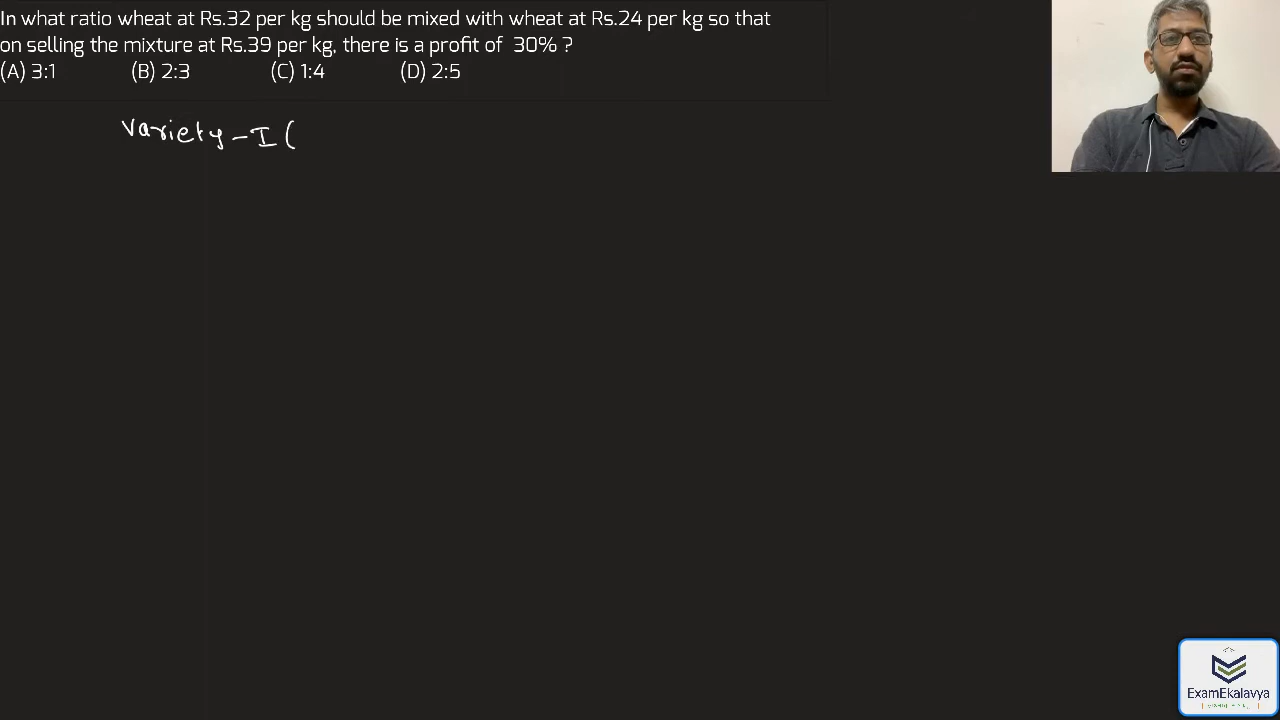 In what ratio wheat at Rs.32 per kg should be mixed with wheat at Rs.24 per kg so that
on selling the mixture at Rs.39 per kg, there is a profit of 30% ?
(A) 3:1 (B) 2:3 (C) 1:4 (D) 2:5
Variety - I (
ExamEkalavya